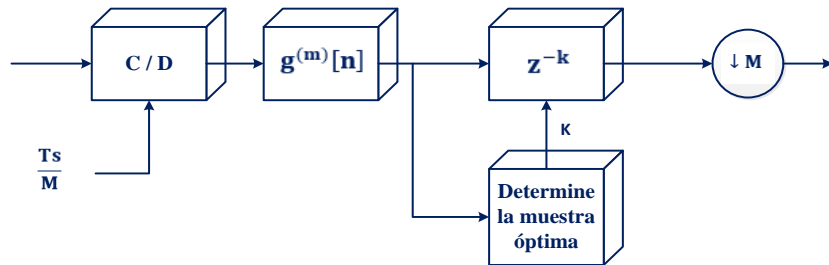 C / D
g^(m)[n]
z^-k
↓ M
K
Ts
M
Determine
la muestra
óptima